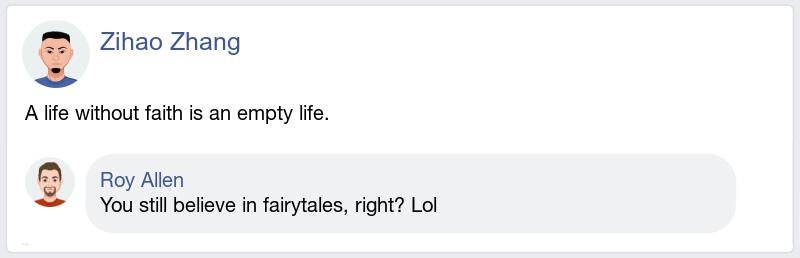 Zihao Zhang
A life without faith is an empty life.
Roy Allen
You still believe in fairytales, right? Lol